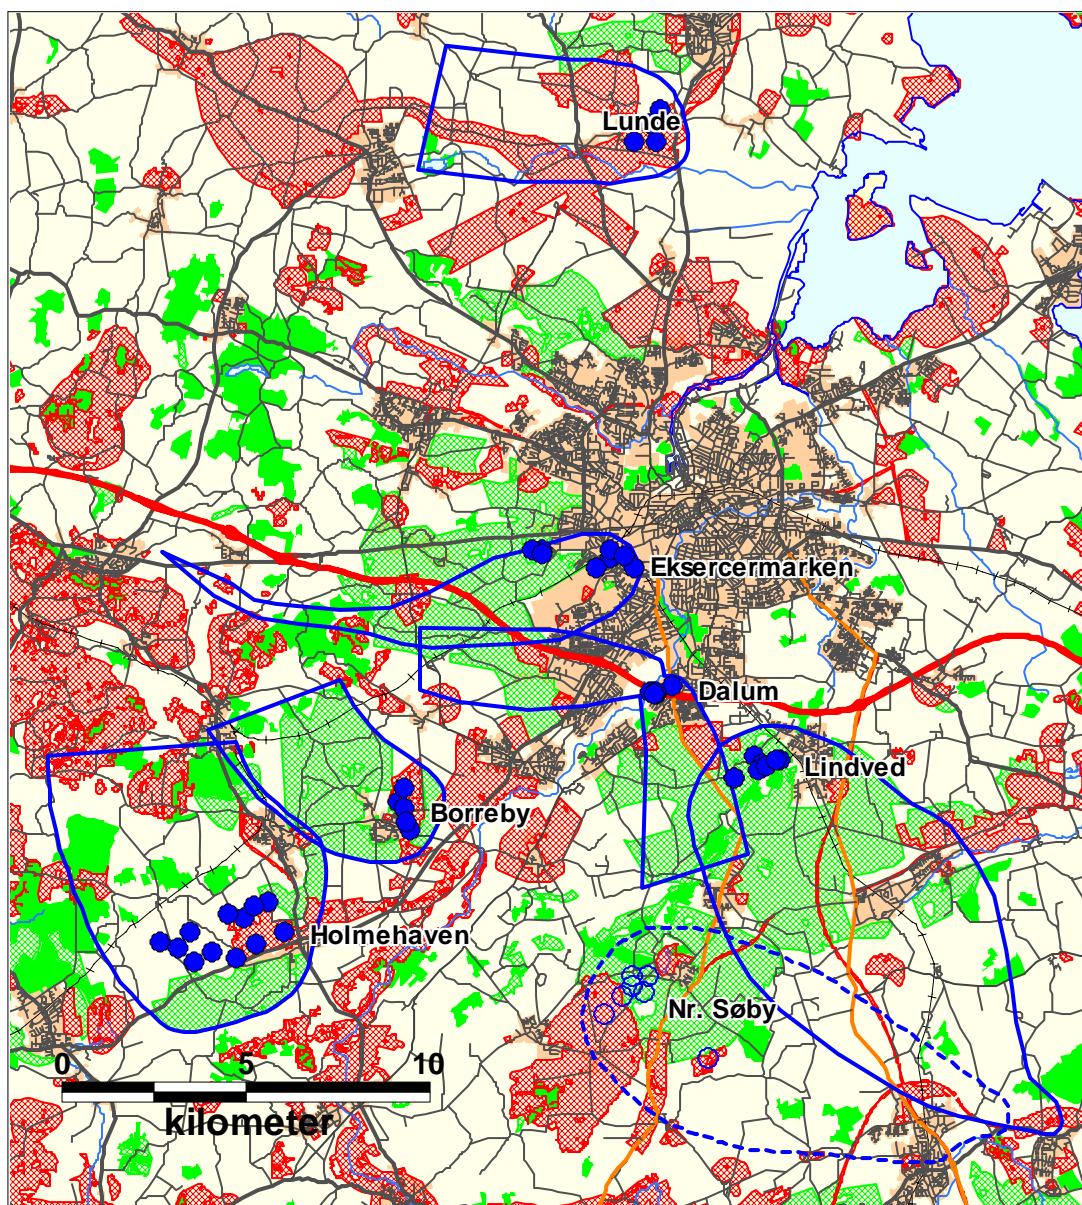 Lunde
Eksercermarken
Dalum
Lindved
Borreby
Holmehaven
Nr. Søby
0 5 10
kilometer